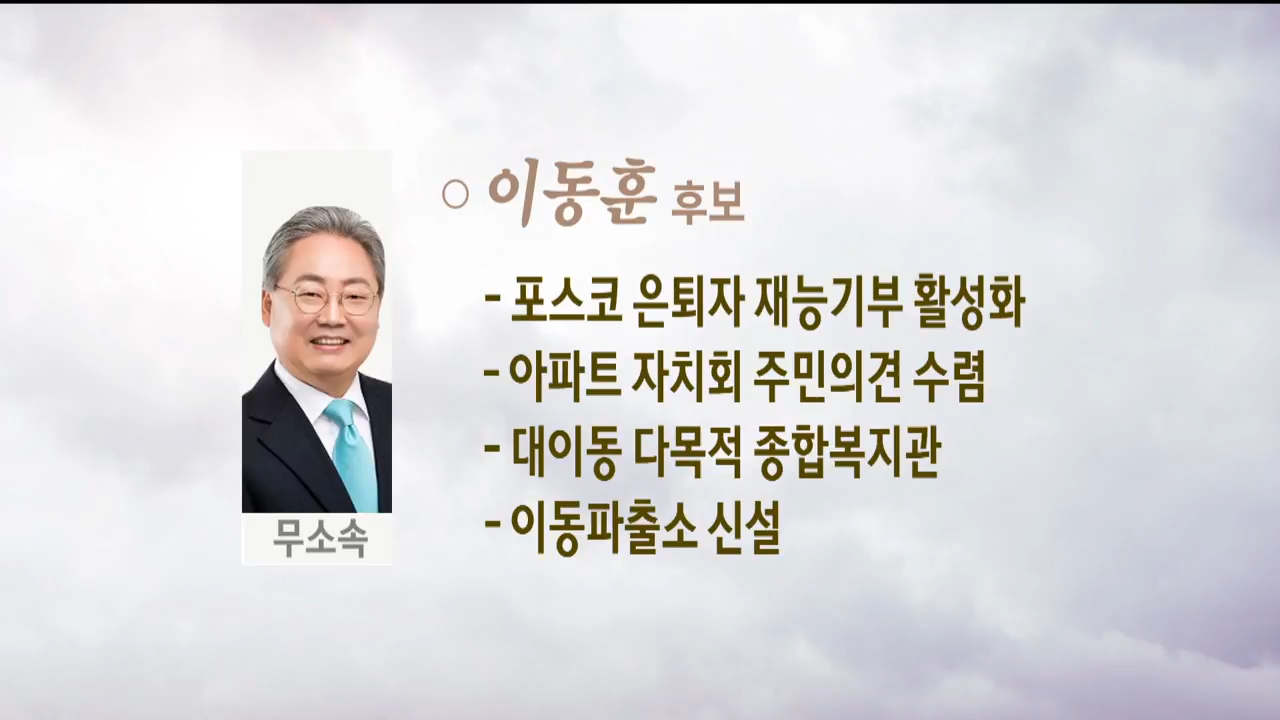 ○ 이동훈 후보
- 포스코 은퇴자 재능기부 활성화
- 아파트 자치회 주민의견 수렴
- 대이동 다목적 종합복지관
- 이동파출소 신설
무소속